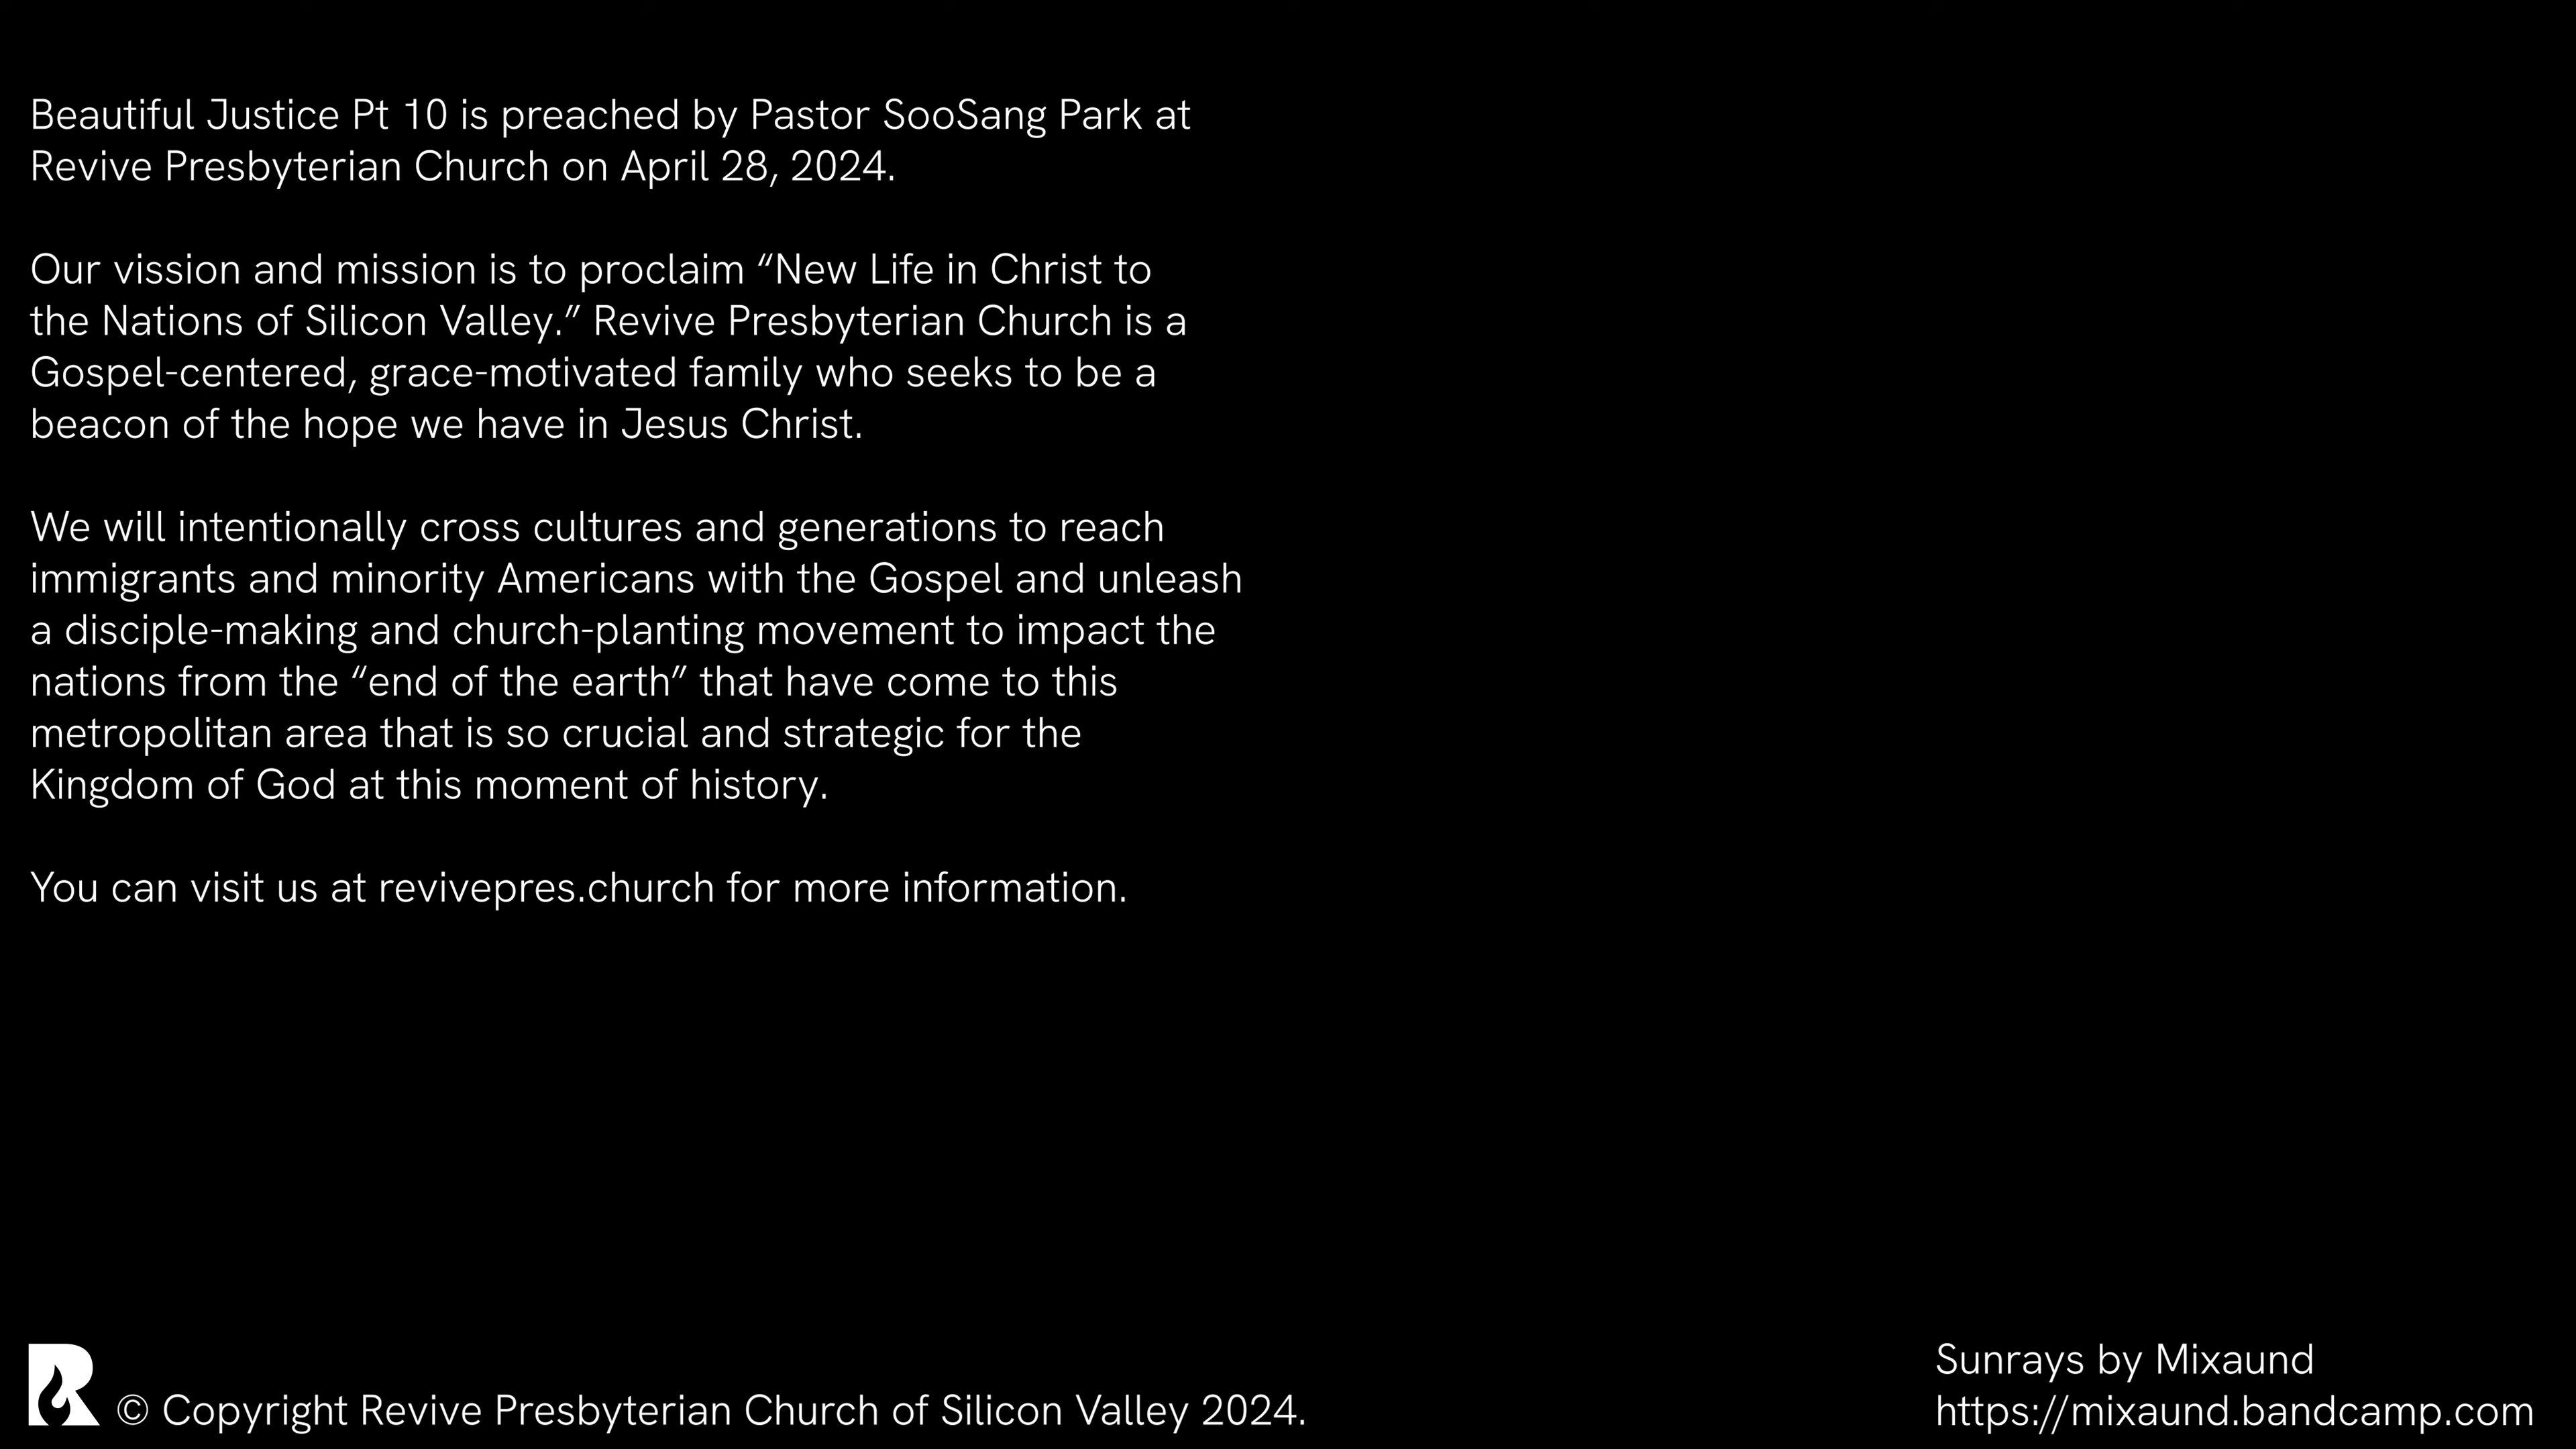 Beautiful Justice Pt 10 is preached by Pastor SooSang Park at
Revive Presbyterian Church on April 28, 2024.
Our vission and mission is to proclaim “New Life in Christ to
the Nations of Silicon Valley.” Revive Presbyterian Church is a
Gospel-centered, grace-motivated family who seeks to be a
beacon of the hope we have in Jesus Christ.
We will intentionally cross cultures and generations to reach
immigrants and minority Americans with the Gospel and unleash
a disciple-making and church-planting movement to impact the
nations from the “end of the earth” that have come to this
metropolitan area that is so crucial and strategic for the
Kingdom of God at this moment of history.
You can visit us at revivepres.church for more information.
R
© Copyright Revive Presbyterian Church of Silicon Valley 2024.
Sunrays by Mixaund
https://mixaund.bandcamp.com